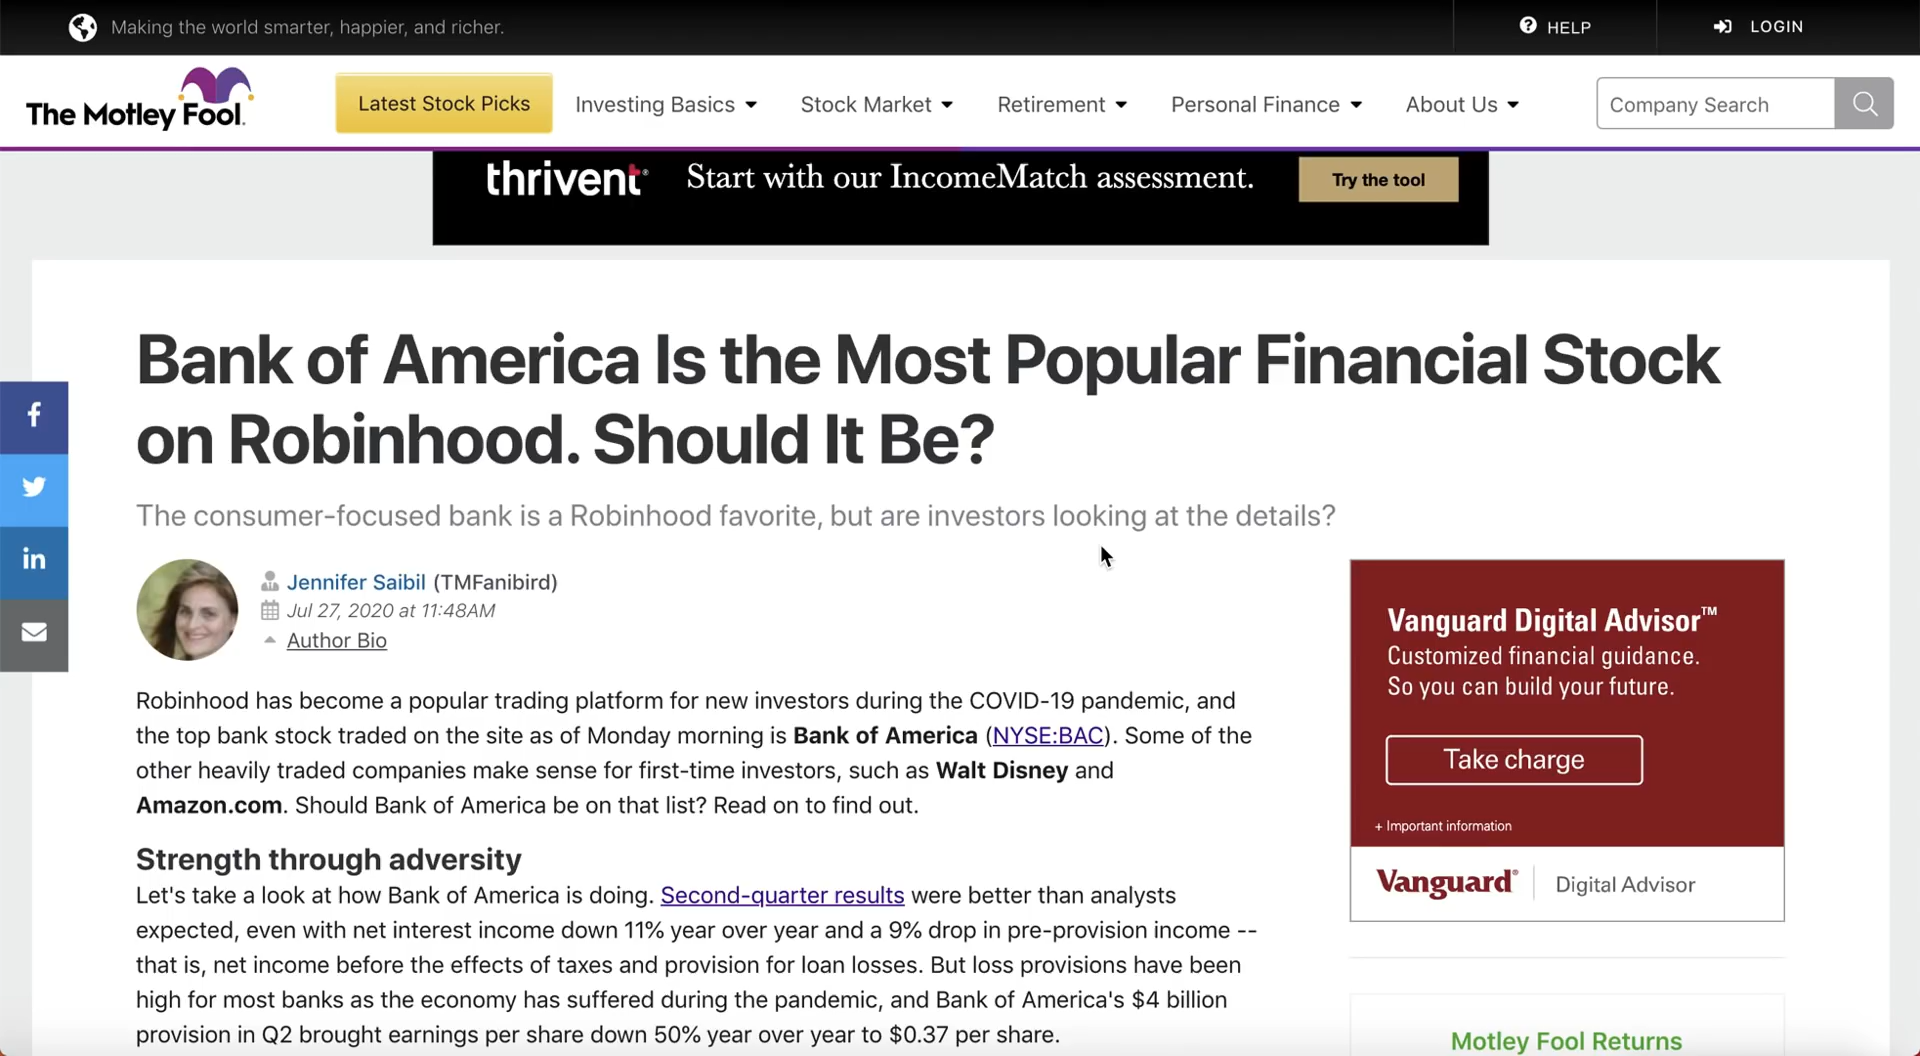 Making the world smarter, happier, and richer.
HELP
LOGIN
The Motley Fool.
Latest Stock Picks
Investing Basics
Stock Market
Retirement
Personal Finance
About Us
Company Search
thrivent®
Start with our IncomeMatch assessment.
Try the tool
Bank of America Is the Most Popular Financial Stock
on Robinhood. Should It Be?
The consumer-focused bank is a Robinhood favorite, but are investors looking at the details?
Jennifer Saibil (TMFanibird)
Jul 27, 2020 at 11:48AM
Author Bio
Robinhood has become a popular trading platform for new investors during the COVID-19 pandemic, and
the top bank stock traded on the site as of Monday morning is Bank of America (NYSE:BAC). Some of the
other heavily traded companies make sense for first-time investors, such as Walt Disney and
Amazon.com. Should Bank of America be on that list? Read on to find out.
Strength through adversity
Let's take a look at how Bank of America is doing. Second-quarter results were better than analysts
expected, even with net interest income down 11% year over year and a 9% drop in pre-provision income --
that is, net income before the effects of taxes and provision for loan losses. But loss provisions have been
high for most banks as the economy has suffered during the pandemic, and Bank of America's $4 billion
provision in Q2 brought earnings per share down 50% year over year to $0.37 per share.
Vanguard Digital Advisor™
Customized financial guidance.
So you can build your future.
Take charge
+ Important information
Vanguard®
Digital Advisor
Motley Fool Returns
f
in